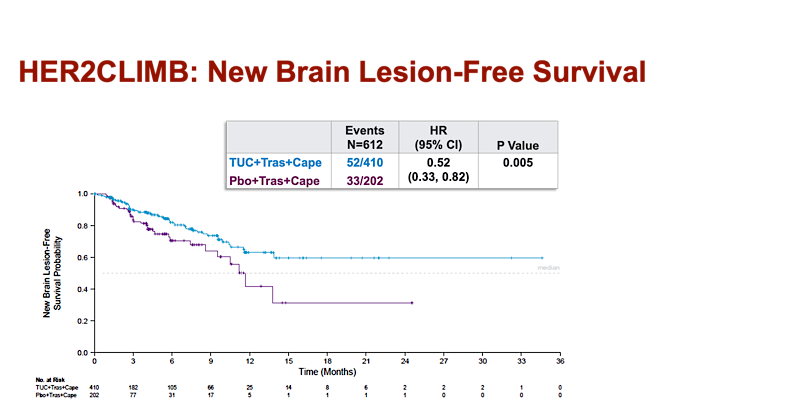 HER2CLIMB: New Brain Lesion-Free Survival
Events HR
N=612 (95% CI) P Value
TUC+Tras+Cape 52/410 0.52 0.005
Pbo+Tras+Cape 33/202 (0.33, 0.82)
New Brain Lesion-Free
Survival Probability
1.0
0.8
0.6
0.4
0.2
0.0
median
0 3 6 9 12 15 18 21 24 27 30 33 36
Time (Months)
No. at Risk
TUC+Tras+Cape 410 182 105 66 25 14 8 6 2 2 2 1 0
Pbo+Tras+Cape 202 77 31 17 5 1 1 1 1 0 0 0 0